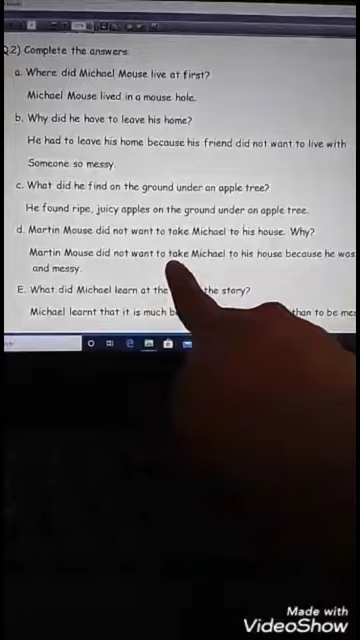 Q.2) Complete the answers:
a. Where did Michael Mouse live at first?
Michael Mouse lived in a mouse hole.
b. Why did he have to leave his home?
He had to leave his home because his friend did not want to live with
Someone so messy.
c. What did he find on the ground under an apple tree?
He found ripe, juicy apples on the ground under an apple tree.
d. Martin Mouse did not want to take Michael to his house. Why?
Martin Mouse did not want to take Michael to his house because he was
and messy.
E. What did Michael learn at the the story?
Michael learnt that it is much than to be
Made with
VideoShow